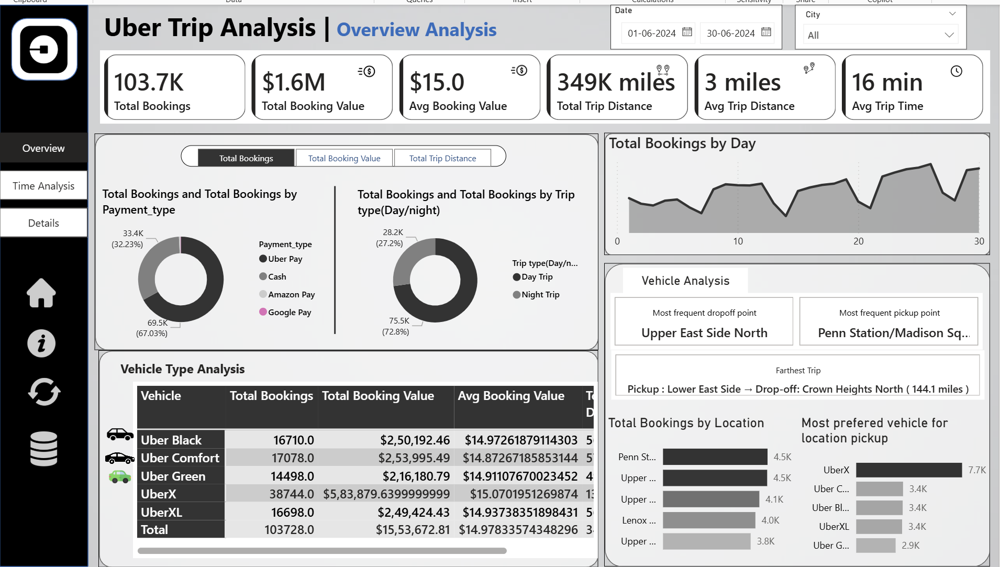 Clipboard
Data
Queries
Insert
Calculations
Sensitivity
Share
Copilot
Uber Trip Analysis | Overview Analysis
Date
01-06-2024
30-06-2024
City
All
103.7K
Total Bookings
$1.6M
Total Booking Value
$15.0
Avg Booking Value
349K miles
Total Trip Distance
3 miles
Avg Trip Distance
16 min
Avg Trip Time
Overview
Time Analysis
Details
Total Bookings
Total Booking Value
Total Trip Distance
Total Bookings and Total Bookings by
Payment_type
33.4K
(32.23%)
69.5K
(67.03%)
Payment_type
Uber Pay
Cash
Amazon Pay
Google Pay
Total Bookings and Total Bookings by Trip
type(Day/night)
28.2K
(27.2%)
75.5K
(72.8%)
Trip type(Day/n...
Day Trip
Night Trip
Total Bookings by Day
0 10 20 30
Vehicle Type Analysis
Vehicle Total Bookings Total Booking Value Avg Booking Value
Uber Black 16710.0 $2,50,192.46 $14.97261879114303
Uber Comfort 17078.0 $2,53,995.49 $14.87267185853144
Uber Green 14498.0 $2,16,180.79 $14.91107670023452
UberX 38744.0 $5,83,879.6399999999 $15.0701951269874
UberXL 16698.0 $2,49,424.43 $14.93738351898431
Total 103728.0 $15,53,672.81 $14.97833574348296
Vehicle Analysis
Most frequent dropoff point
Upper East Side North
Most frequent pickup point
Penn Station/Madison Sq...
Farthest Trip
Pickup : Lower East Side → Drop-off: Crown Heights North ( 144.1 miles )
Total Bookings by Location
Penn St... 4.5K
Upper ... 4.5K
Upper ... 4.1K
Lenox ... 4.0K
Upper ... 3.8K
Most prefered vehicle for
location pickup
UberX 7.7K
Uber C... 3.4K
Uber Bl... 3.4K
UberXL 3.4K
Uber G... 2.9K